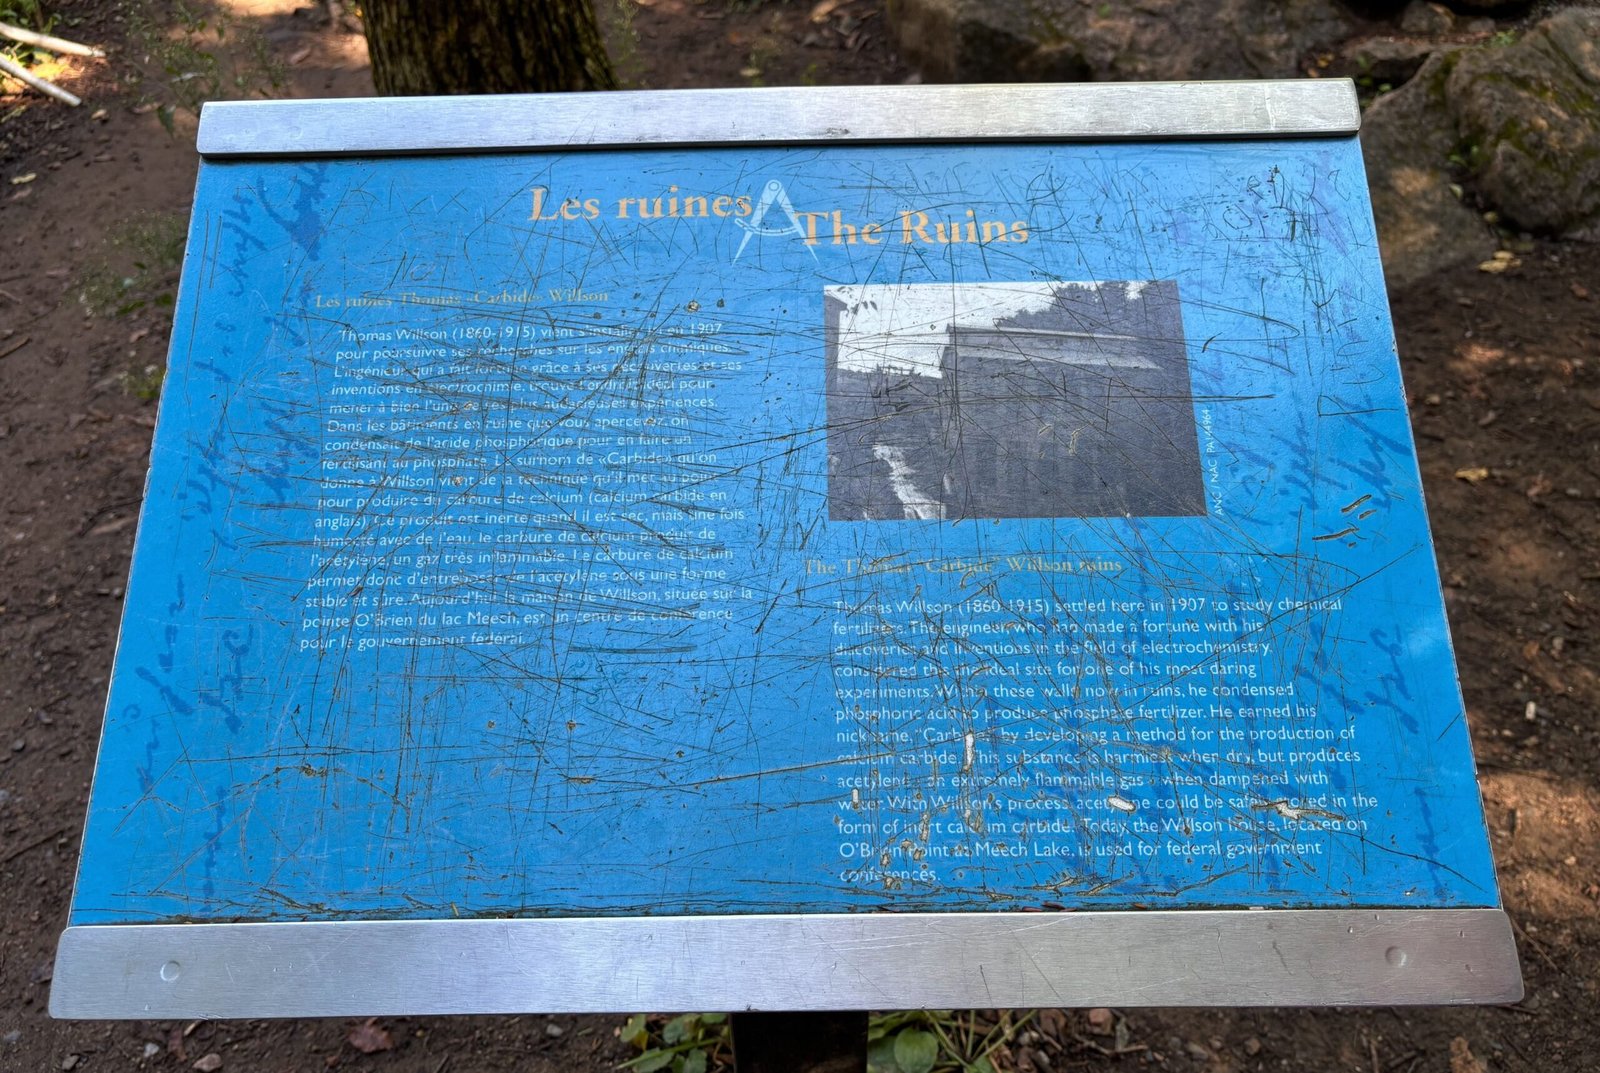 Les ruines
The Ruins
Les ruines Thomas «Carbide» Willson
Thomas Willson (1860-1915) vient s'installer ici en 1907
pour poursuivre ses recherches sur les engrais chimiques.
L'ingénieur qui a fait fortune grâce à ses découvertes et ses
inventions en électrochimie, trouve l'endroit idéal pour
mener à bien l'une de ses plus audacieuses expériences.
Dans les bâtiments en ruine que vous apercevez, on
condensait de l'acide phosphorique pour en faire un
fertilisant au phosphate. Le surnom de «Carbide» qu'on
donne à Willson vient de la technique qu'il met au point
pour produire du carbure de calcium (calcium carbide en
anglais). Ce produit est inerte quand il est sec, mais une fois
humecté avec de l'eau, le carbure de calcium produit de
l'acétylène, un gaz très inflammable. Le carbure de calcium
permet donc d'entreposer de l'acétylène sous une forme
stable et sûre. Aujourd'hui, la maison de Willson, située sur la
pointe O'Brien du lac Meech, est un centre de conférence
pour le gouvernement fédéral.
ANC / NAC PA
The Thomas "Carbide" Willson ruins
Thomas Willson (1860-1915) settled here in 1907 to study chemical
fertilizers. The engineer, who had made a fortune with his
discoveries and inventions in the field of electrochemistry,
considered this the ideal site for one of his most daring
experiments. Within these walls, now in ruins, he condensed
phosphoric acid to produce phosphate fertilizer. He earned his
nickname, "Carbide," by developing a method for the production of
calcium carbide. This substance is harmless when dry, but produces
acetylene - an extremely flammable gas - when dampened with
water. With Willson's process, acetylene could be safely stored in the
form of inert calcium carbide. Today, the Willson house, located on
O'Brien Point at Meech Lake, is used for federal government
conferences.